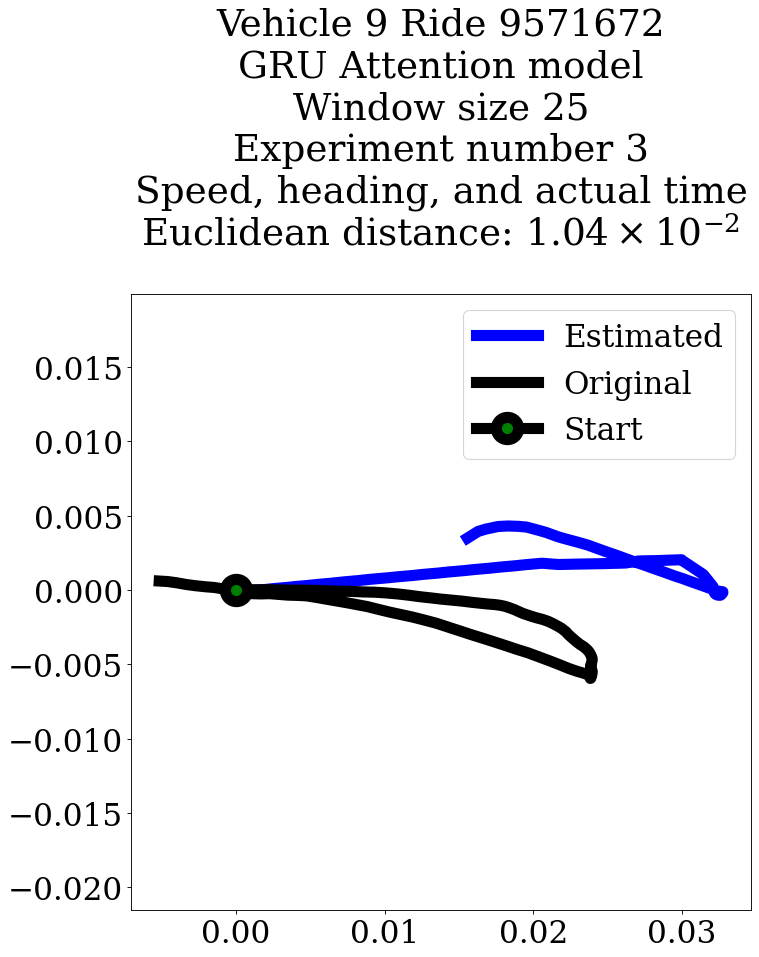 Vehicle 9 Ride 9571672
GRU Attention model
Window size 25
Experiment number 3
Speed, heading, and actual time
Euclidean distance: 1.04 × 10⁻²
Estimated
Original
Start
0.015
0.010
0.005
0.000
−0.005
−0.010
−0.015
−0.020
0.00 0.01 0.02 0.03